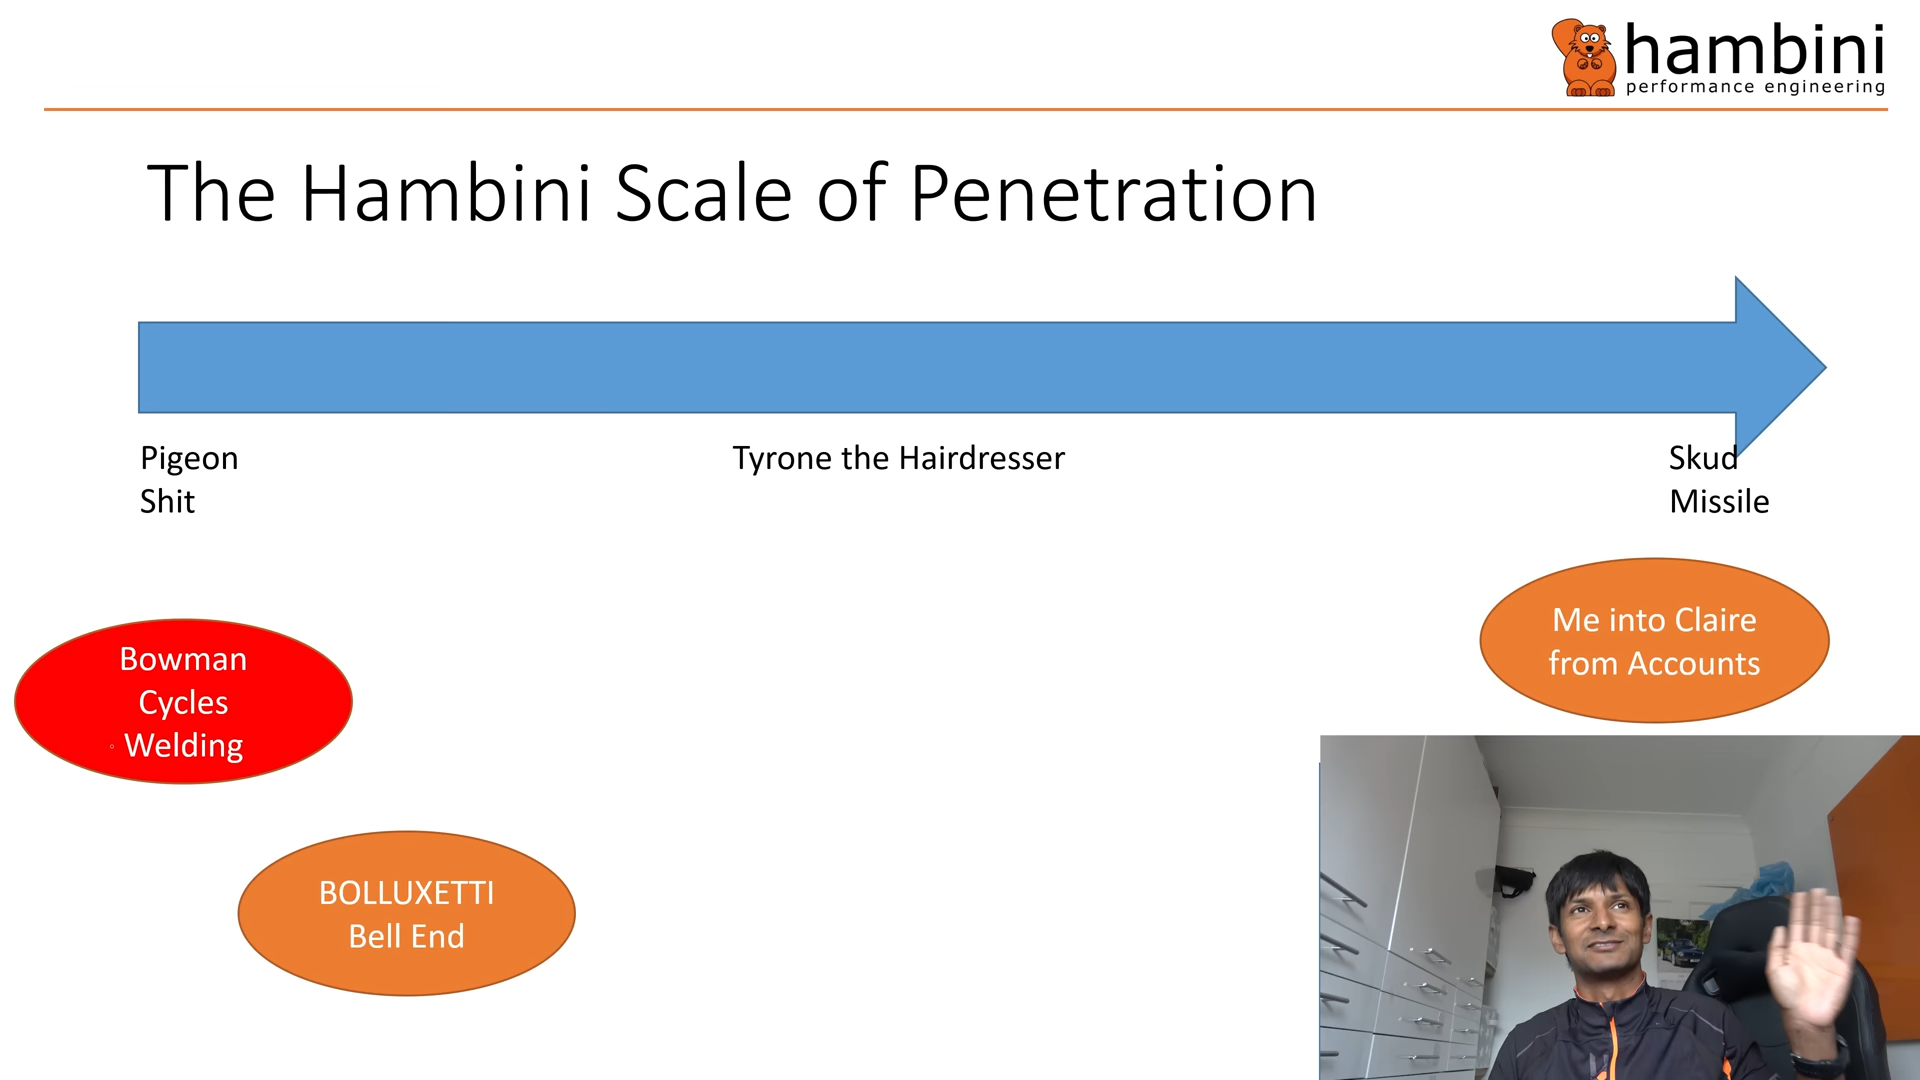 hambini
performance engineering
The Hambini Scale of Penetration
Pigeon
Shit
Tyrone the Hairdresser
Skud
Missile
Me into Claire
from Accounts
Bowman
Cycles
Welding
BOLLUXETTI
Bell End